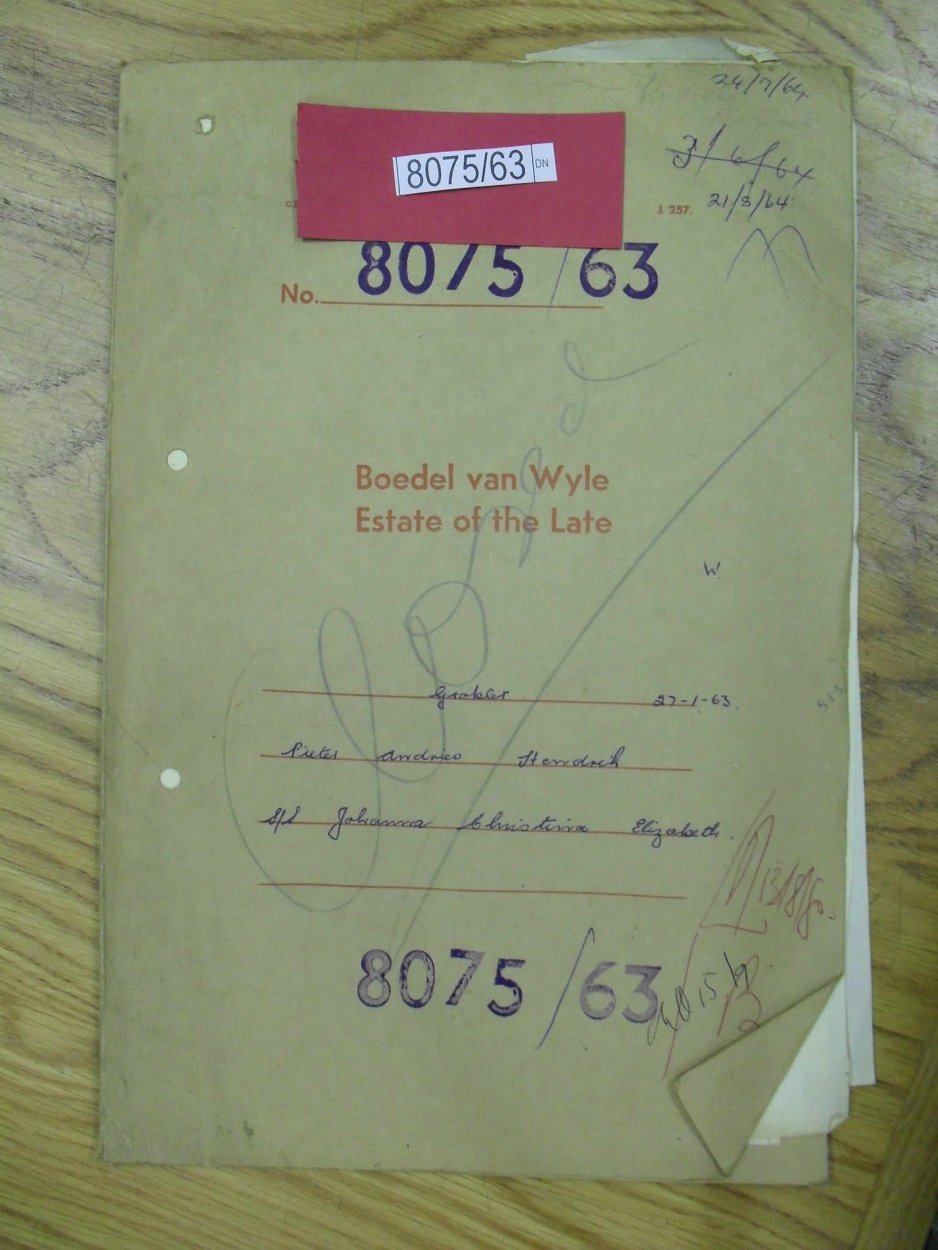 24/7/64
8075/63 DN
3/6/64
J. 257. 21/8/64
No. 8075/63
Boedel van Wyle
Estate of the Late
W
Grobler 27-1-63.
Pieter Andries Hendrik
S/S Johanna Christina Elizabeth.
8075/63